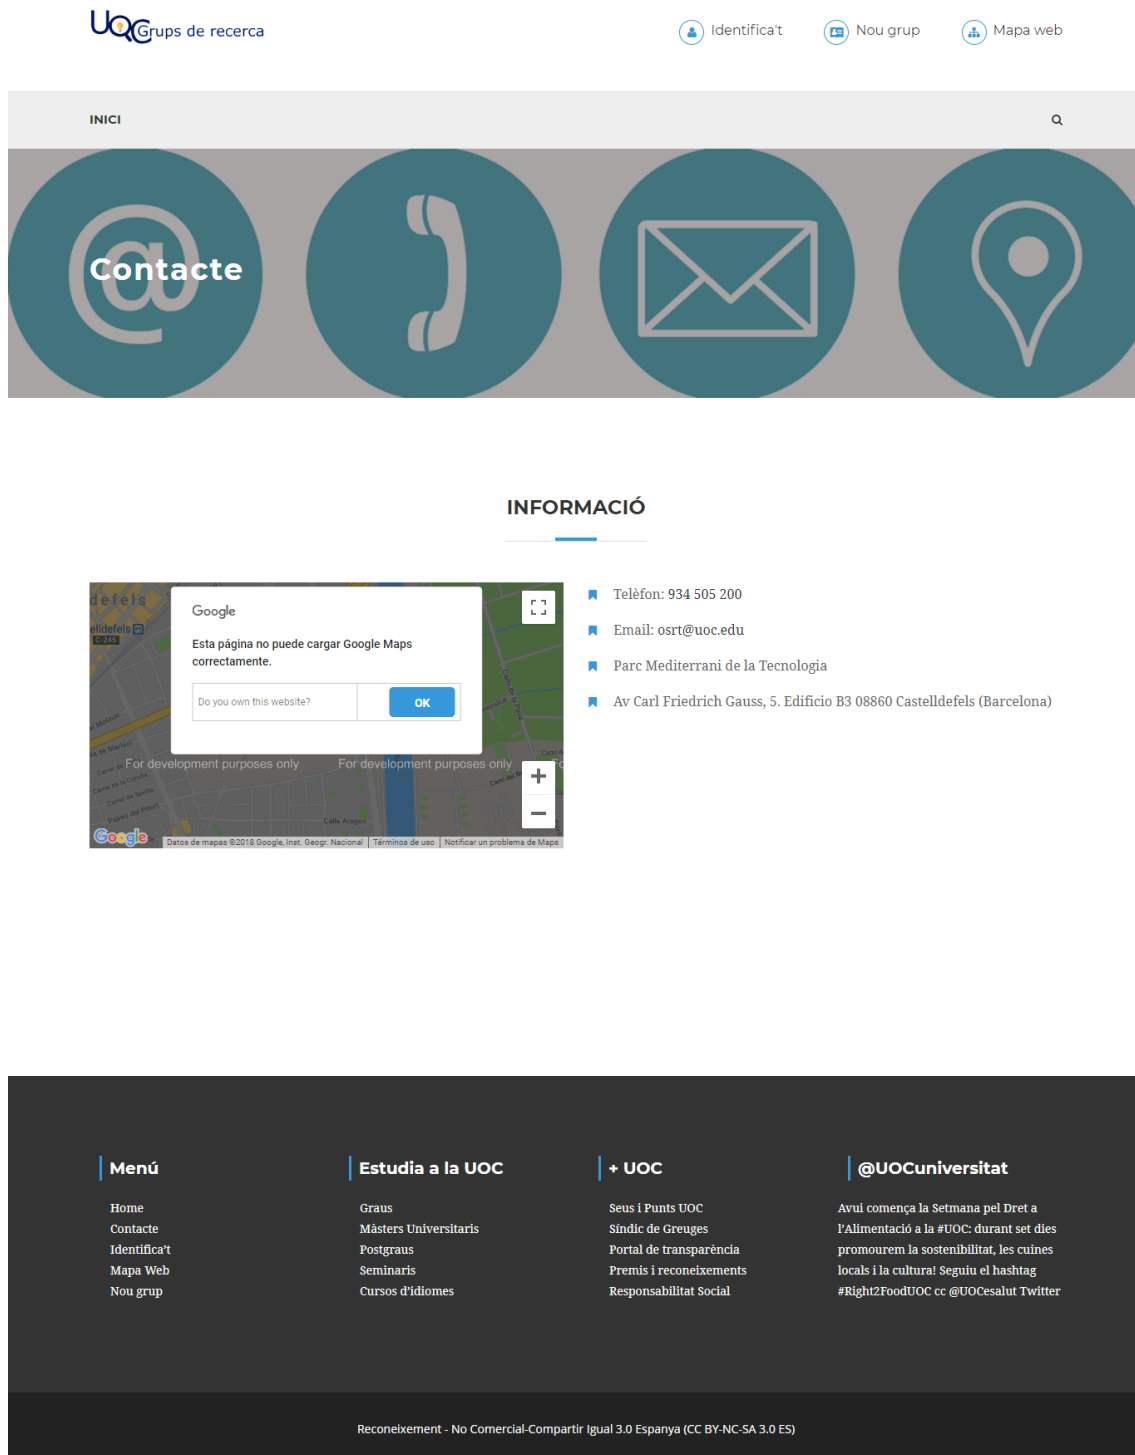 UOC Grups de recerca
Identifica't
Nou grup
Mapa web
INICI
Contacte
INFORMACIÓ
defels
elldefels
C-245
Google
Esta página no puede cargar Google Maps
correctamente.
Do you own this website?
OK
For development purposes only
For development purposes only
Calle Aragon
Google
Datos de mapas ©2018 Google, Inst. Geogr. Nacional
Términos de uso
Notificar un problema de Maps
Telèfon: 934 505 200
Email: osrt@uoc.edu
Parc Mediterrani de la Tecnologia
Av Carl Friedrich Gauss, 5. Edificio B3 08860 Castelldefels (Barcelona)
Menú
Home
Contacte
Identifica’t
Mapa Web
Nou grup
Estudia a la UOC
Graus
Màsters Universitaris
Postgraus
Seminaris
Cursos d’idiomes
+ UOC
Seus i Punts UOC
Síndic de Greuges
Portal de transparència
Premis i reconeixements
Responsabilitat Social
@UOCuniversitat
Avui comença la Setmana pel Dret a
l’Alimentació a la #UOC: durant set dies
promourem la sostenibilitat, les cuines
locals i la cultura! Seguiu el hashtag
#Right2FoodUOC cc @UOCesalut Twitter
Reconeixement - No Comercial-Compartir Igual 3.0 Espanya (CC BY-NC-SA 3.0 ES)